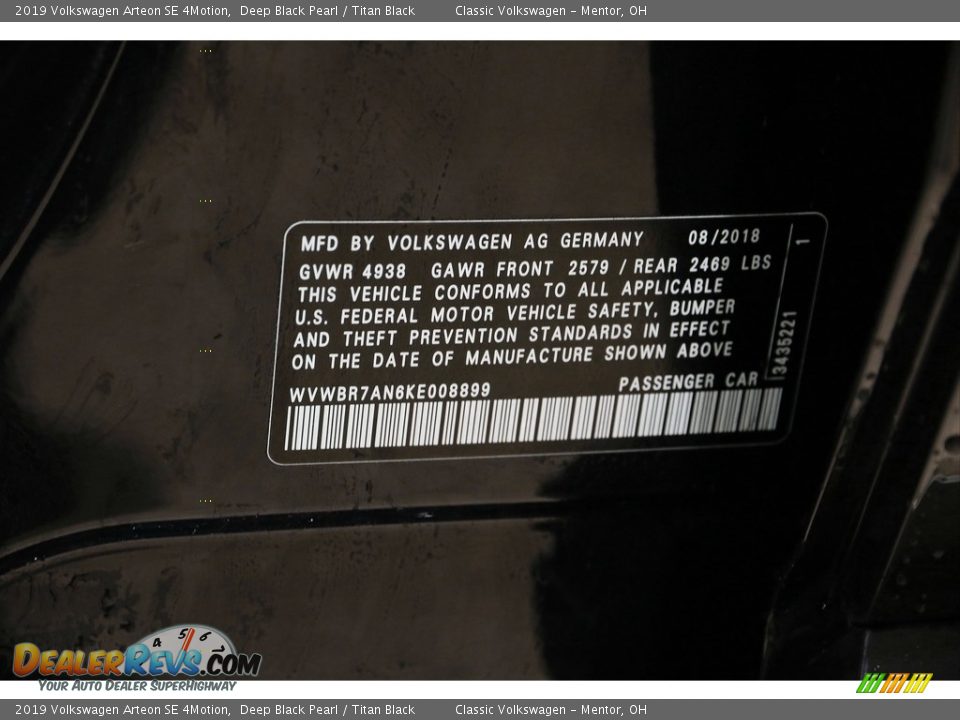 2019 Volkswagen Arteon SE 4Motion, Deep Black Pearl / Titan Black Classic Volkswagen - Mentor, OH
MFD BY VOLKSWAGEN AG GERMANY 08/2018
GVWR 4938 GAWR FRONT 2579 / REAR 2469 LBS
THIS VEHICLE CONFORMS TO ALL APPLICABLE
U.S. FEDERAL MOTOR VEHICLE SAFETY, BUMPER
AND THEFT PREVENTION STANDARDS IN EFFECT
ON THE DATE OF MANUFACTURE SHOWN ABOVE
WVWBR7AN6KE008899 PASSENGER CAR
3435221 1
4 5 6
DEALERREVS.COM
YOUR AUTO DEALER SUPERHIGHWAY
2019 Volkswagen Arteon SE 4Motion, Deep Black Pearl / Titan Black Classic Volkswagen - Mentor, OH